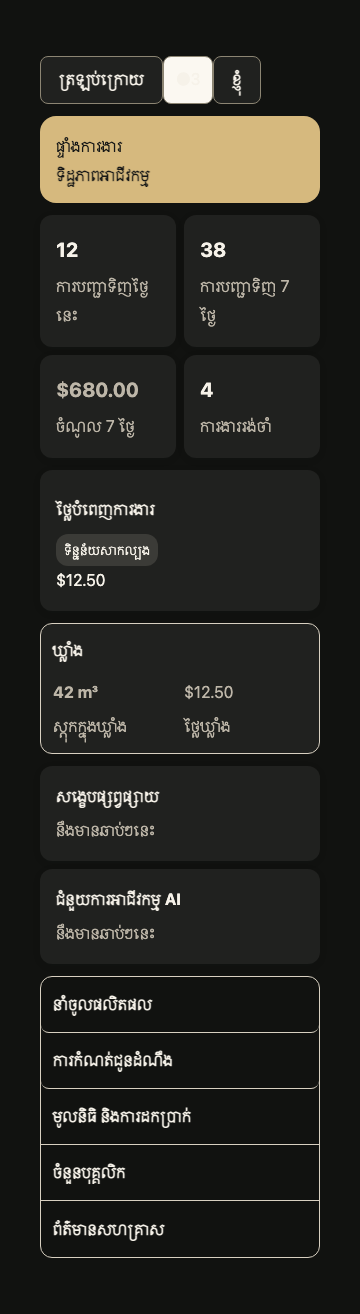 ត្រឡប់ក្រោយ
ខ្ញុំ
ផ្ទាំងការងារ
ទិដ្ឋភាពអាជីវកម្ម
12
38
ការបញ្ជាទិញថ្ងៃ
នេះ
ការបញ្ជាទិញ 7
ថ្ងៃ
$680.00
4
ចំណូល 7 ថ្ងៃ
ការងាររង់ចាំ
ថ្លៃបំពេញការងារ
ទិន្នន័យសាកល្បង
$12.50
ឃ្លាំង
42 m³
$12.50
ស្តុកក្នុងឃ្លាំង
ថ្លៃឃ្លាំង
សង្ខេបផ្សព្វផ្សាយ
នឹងមានឆាប់ៗនេះ
ជំនួយការអាជីវកម្ម AI
នឹងមានឆាប់ៗនេះ
នាំចូលផលិតផល
ការកំណត់ជូនដំណឹង
មូលនិធិ និងការដកប្រាក់
ចំនួនបុគ្គលិក
ព័ត៌មានសហគ្រាស